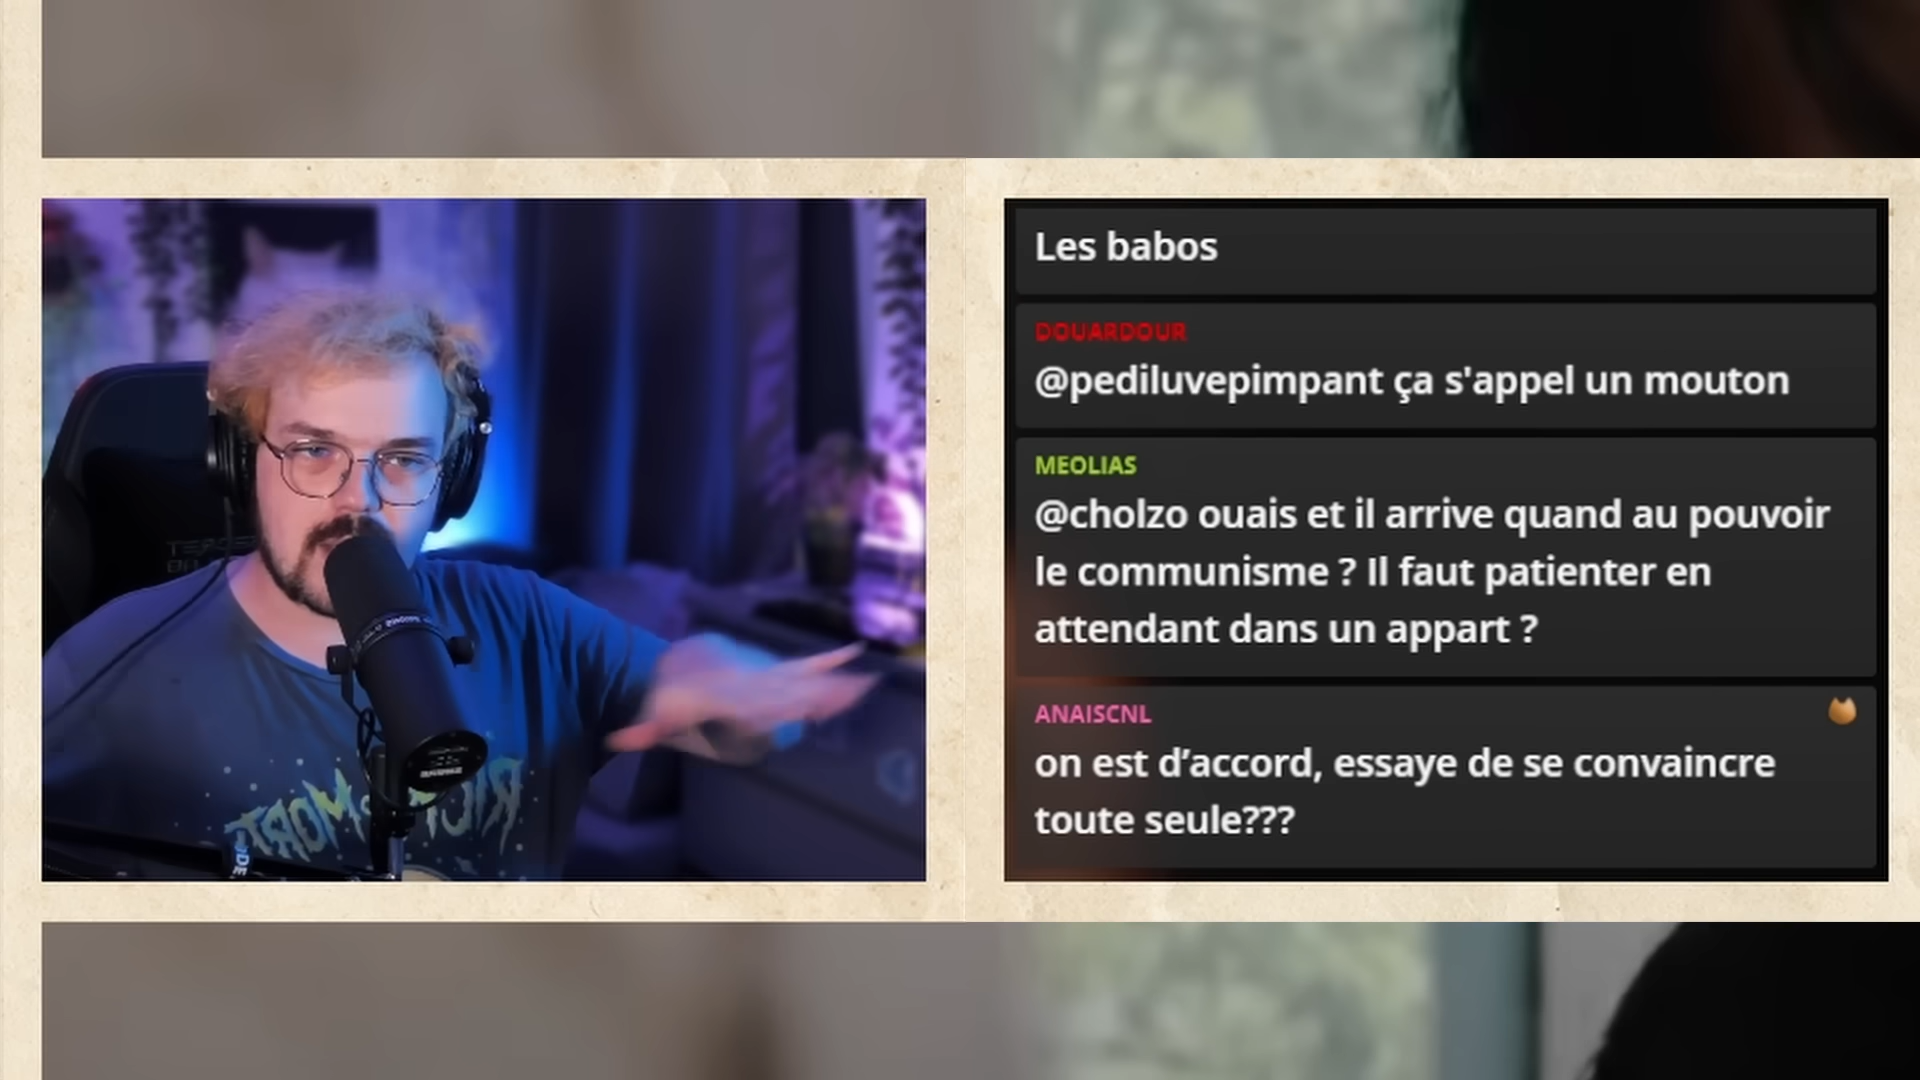 Les babos
DOUARDOUR
@pediluvepimpant ça s'appel un mouton
MEOLIAS
@cholzo ouais et il arrive quand au pouvoir
le communisme ? Il faut patienter en
attendant dans un appart ?
ANAISCNL
on est d’accord, essaye de se convaincre
toute seule???